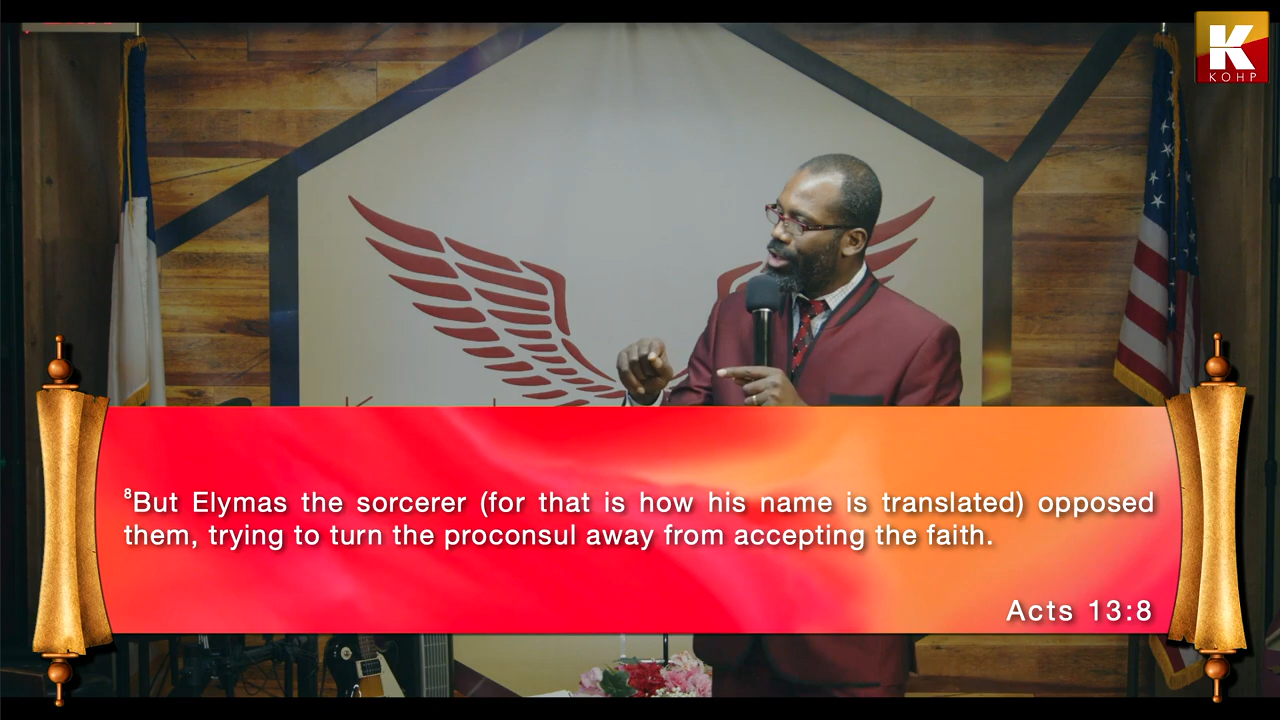 K
KOHP
⁸But Elymas the sorcerer (for that is how his name is translated) opposed
them, trying to turn the proconsul away from accepting the faith.
Acts 13:8